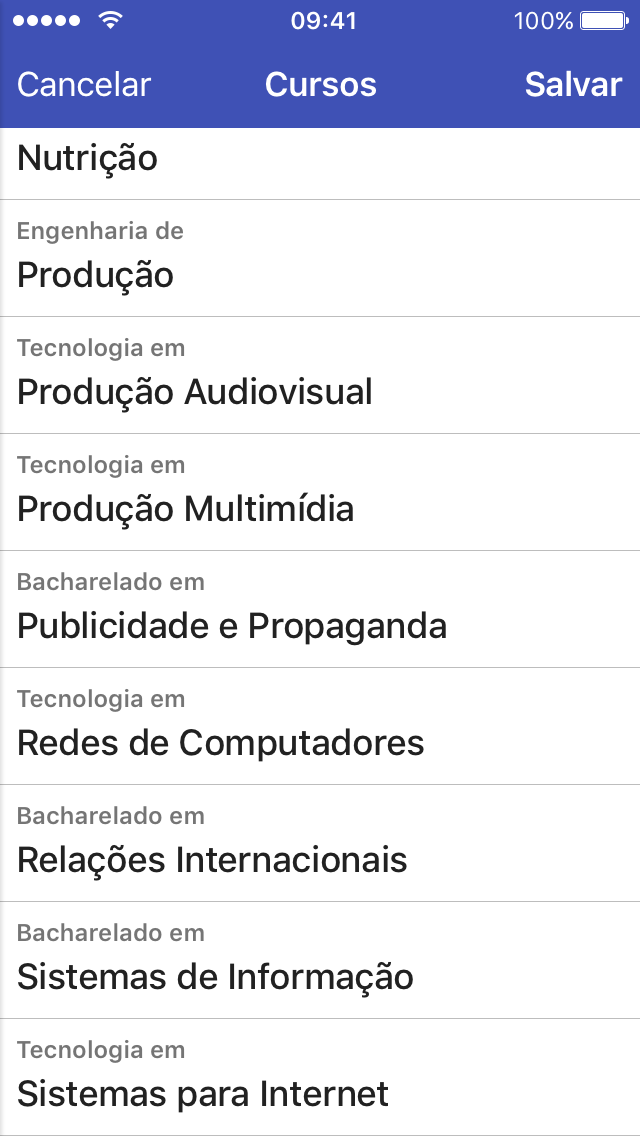 09:41 100%
Cancelar Cursos Salvar
Nutrição
Engenharia de
Produção
Tecnologia em
Produção Audiovisual
Tecnologia em
Produção Multimídia
Bacharelado em
Publicidade e Propaganda
Tecnologia em
Redes de Computadores
Bacharelado em
Relações Internacionais
Bacharelado em
Sistemas de Informação
Tecnologia em
Sistemas para Internet